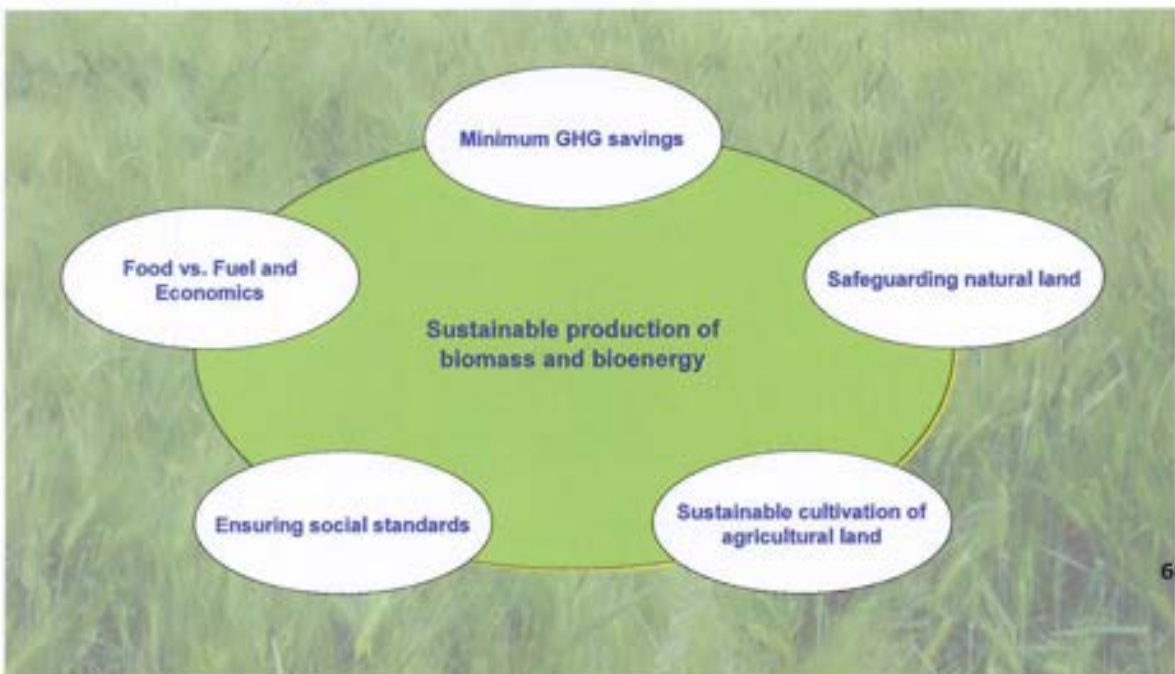 Minimum GHG savings
Food vs. Fuel and
Economics
Safeguarding natural land
Sustainable production of
biomass and bioenergy
Ensuring social standards
Sustainable cultivation of
agricultural land
6